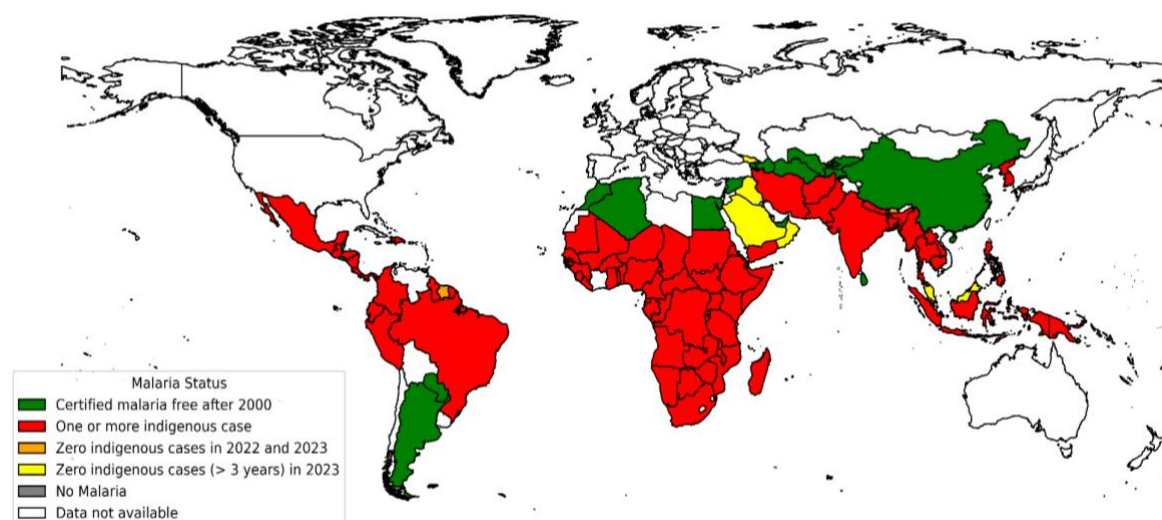 Malaria Status
Certified malaria free after 2000
One or more indigenous case
Zero indigenous cases in 2022 and 2023
Zero indigenous cases (> 3 years) in 2023
No Malaria
Data not available